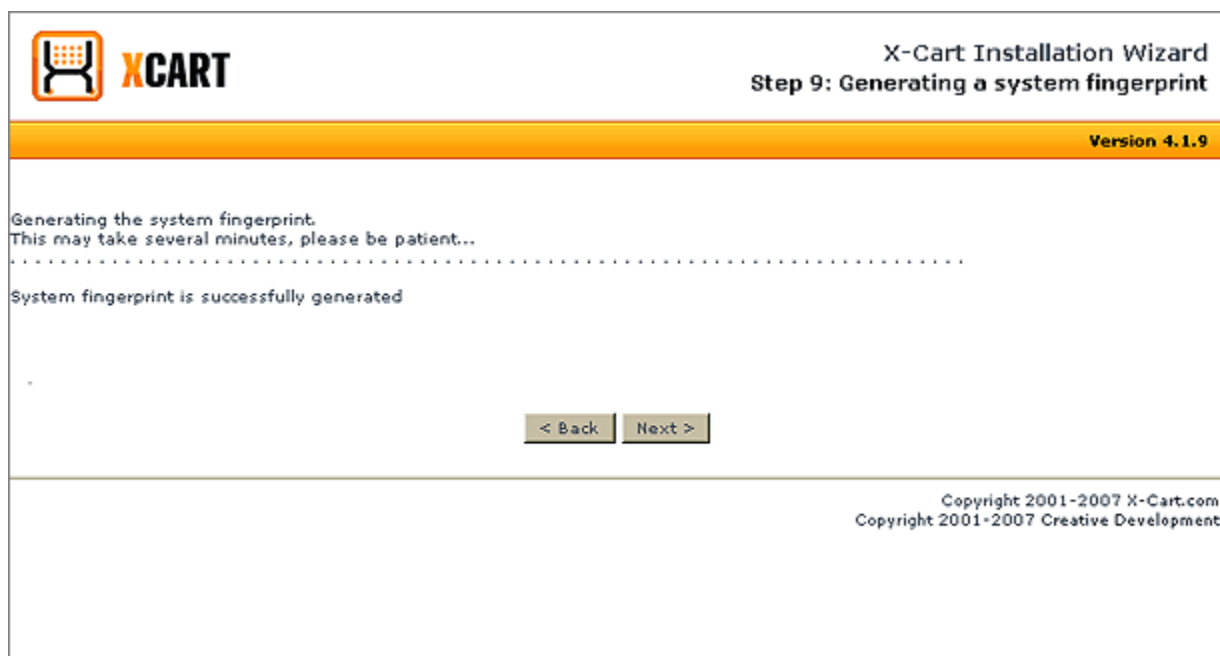 XCART
X-Cart Installation Wizard
Step 9: Generating a system fingerprint
Version 4.1.9
Generating the system fingerprint.
This may take several minutes, please be patient...
. . . . . . . . . . . . . . . . . . . . . . . . . . . . . . . . . . . . . . . . . . . . . . . . . . . . . . . . . . . . . . . . . . . . . . . . . . .
System fingerprint is successfully generated
< Back Next >
Copyright 2001-2007 X-Cart.com
Copyright 2001-2007 Creative Development